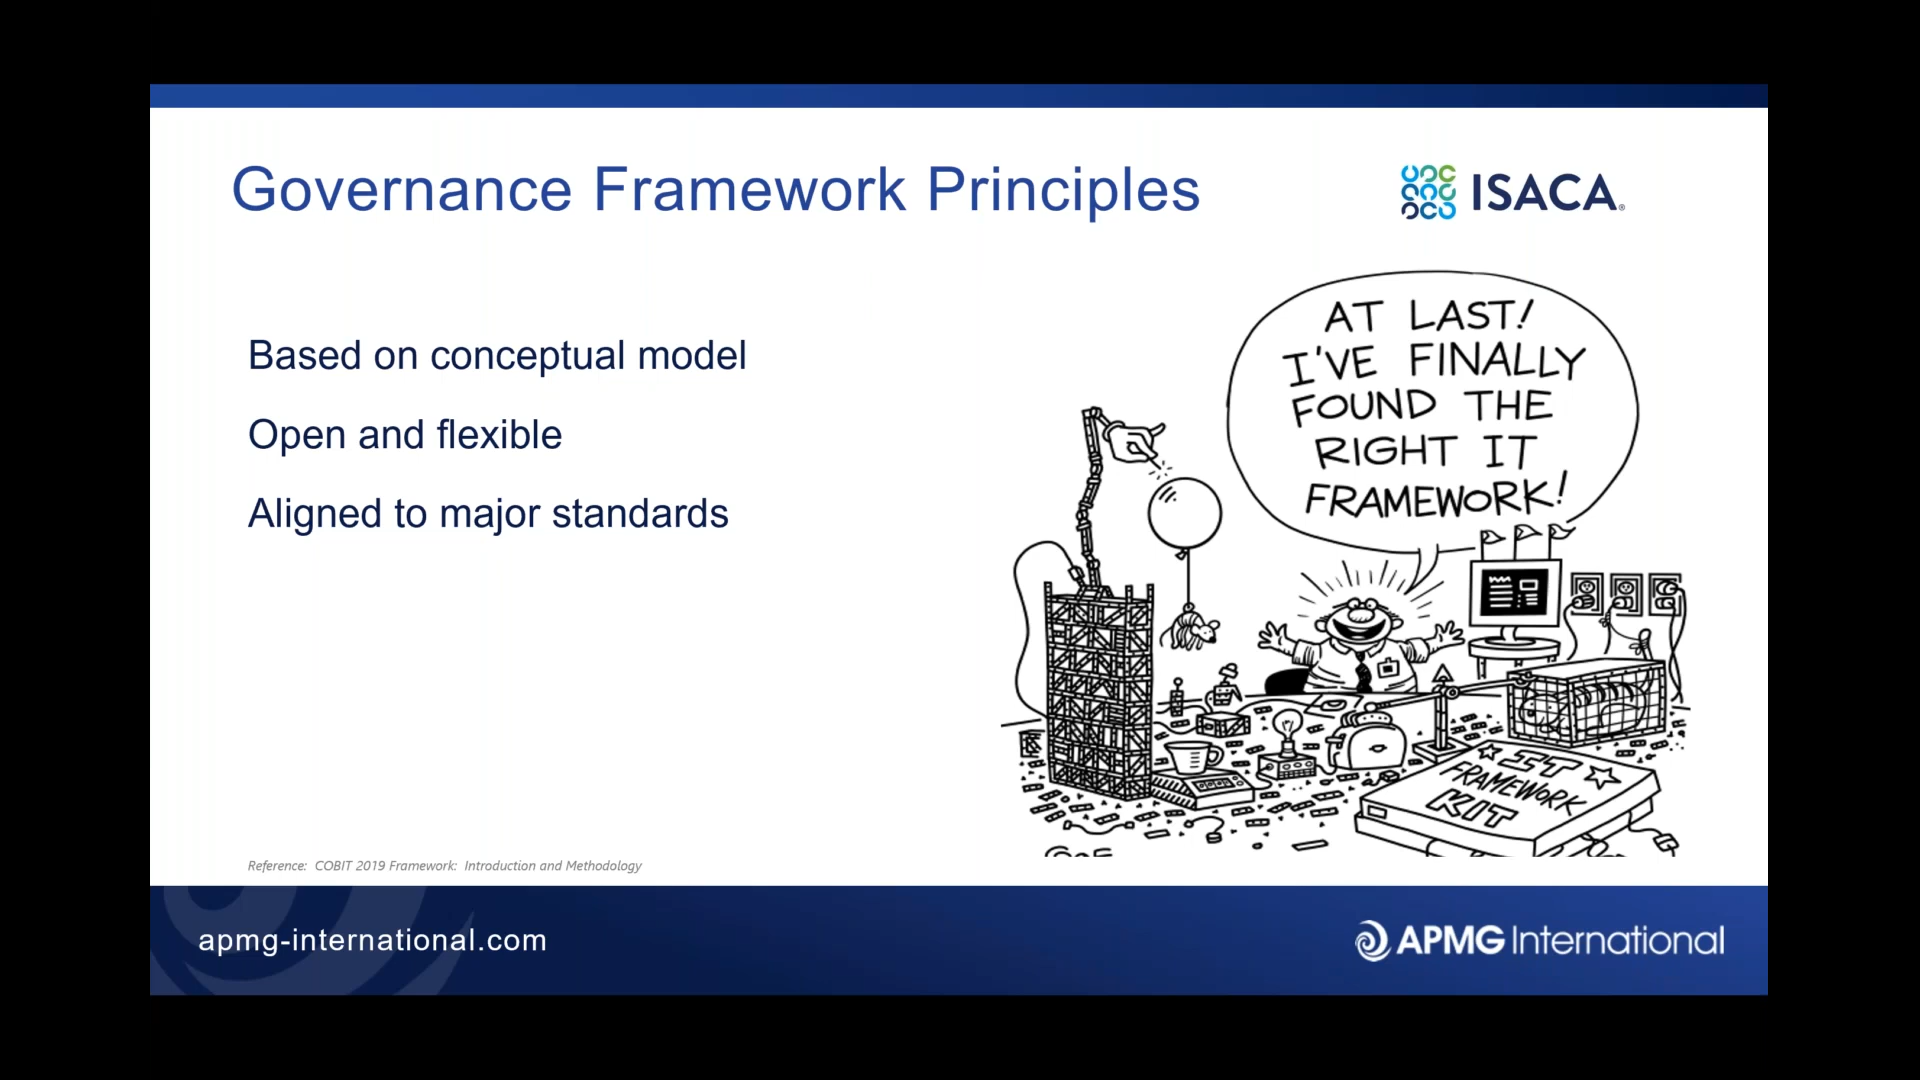 Governance Framework Principles
ISACA®
Based on conceptual model
Open and flexible
Aligned to major standards
AT LAST!
I'VE FINALLY
FOUND THE
RIGHT IT
FRAMEWORK!
IT
FRAMEWORK
KIT
Reference: COBIT 2019 Framework: Introduction and Methodology
apmg-international.com
APMG International